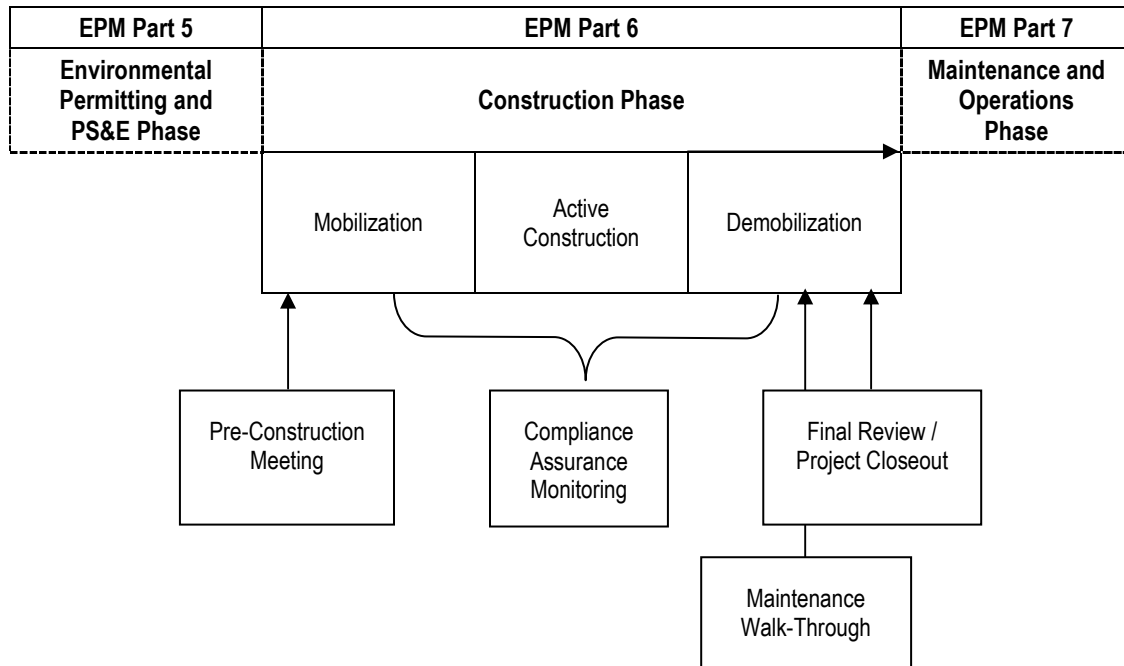 EPM Part 5
EPM Part 6
EPM Part 7
Environmental
Permitting and
PS&E Phase
Construction Phase
Maintenance and
Operations
Phase
Mobilization
Active
Construction
Demobilization
Pre-Construction
Meeting
Compliance
Assurance
Monitoring
Final Review /
Project Closeout
Maintenance
Walk-Through